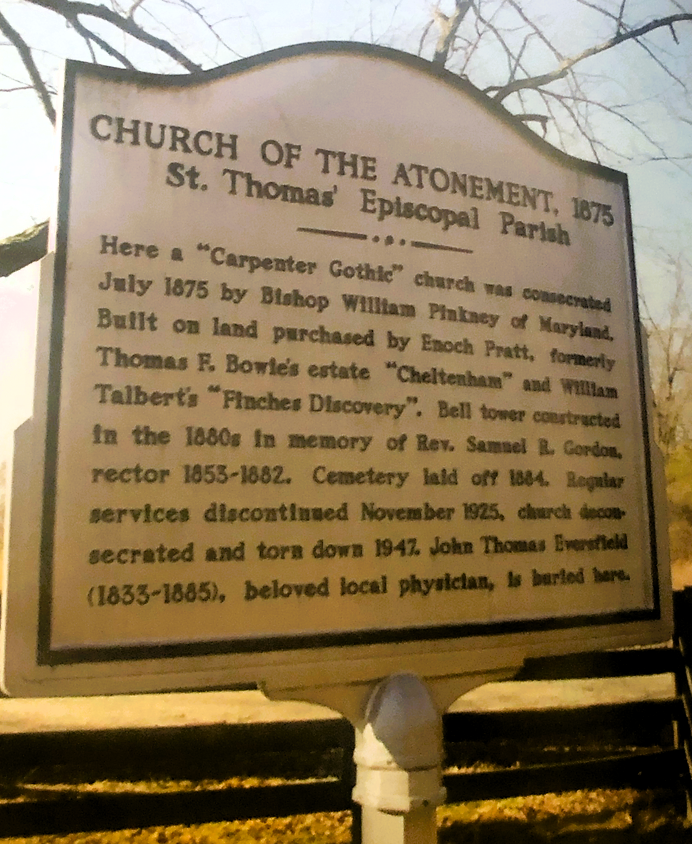 CHURCH OF THE ATONEMENT, 1875
St. Thomas' Episcopal Parish
Here a "Carpenter Gothic" church was consecrated
July 1875 by Bishop William Pinkney of Maryland.
Built on land purchased by Enoch Pratt, formerly
Thomas F. Bowie's estate "Cheltenham" and William
Talbert's "Finches Discovery". Bell tower constructed
in the 1880s in memory of Rev. Samuel R. Gordon,
rector 1853-1882. Cemetery laid off 1884. Regular
services discontinued November 1925, church decon-
secrated and torn down 1947. John Thomas Eversfield
(1833-1885), beloved local physician, is buried here.